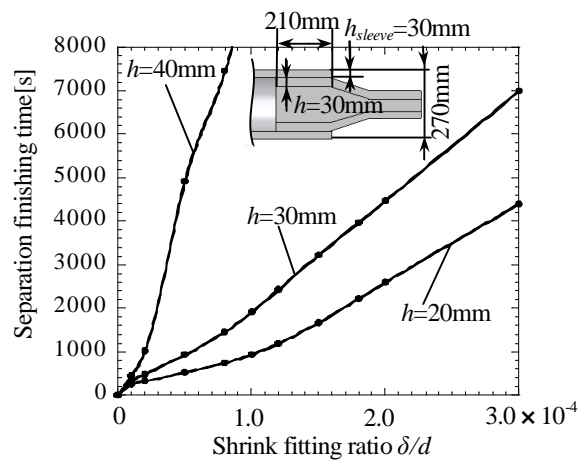 210mm
h_sleeve=30mm
8000
h=40mm
7000
h=30mm
270mm
6000
5000
4000
h=30mm
3000
2000
h=20mm
1000
0
0
1.0
2.0
3.0 × 10⁻⁴
Separation finishing time[s]
Shrink fitting ratio δ/d